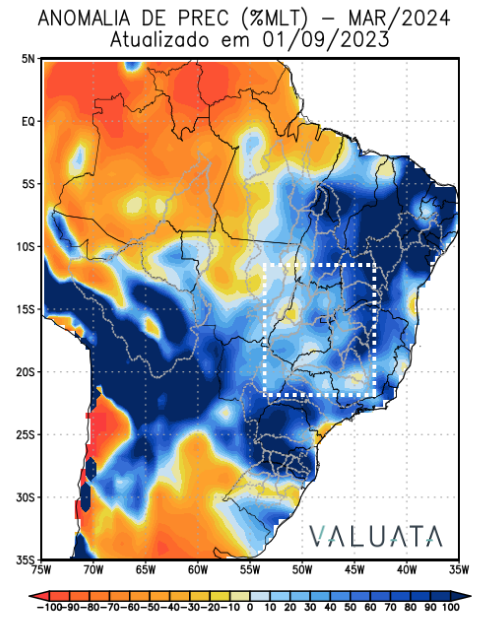 ANOMALIA DE PREC (%MLT) – MAR/2024
Atualizado em 01/09/2023
5N
EQ
5S
10S
15S
20S
25S
30S
35S
VALUATA
75W 70W 65W 60W 55W 50W 45W 40W 35W
-100 -90 -80 -70 -60 -50 -40 -30 -20 -10 0 10 20 30 40 50 60 70 80 90 100